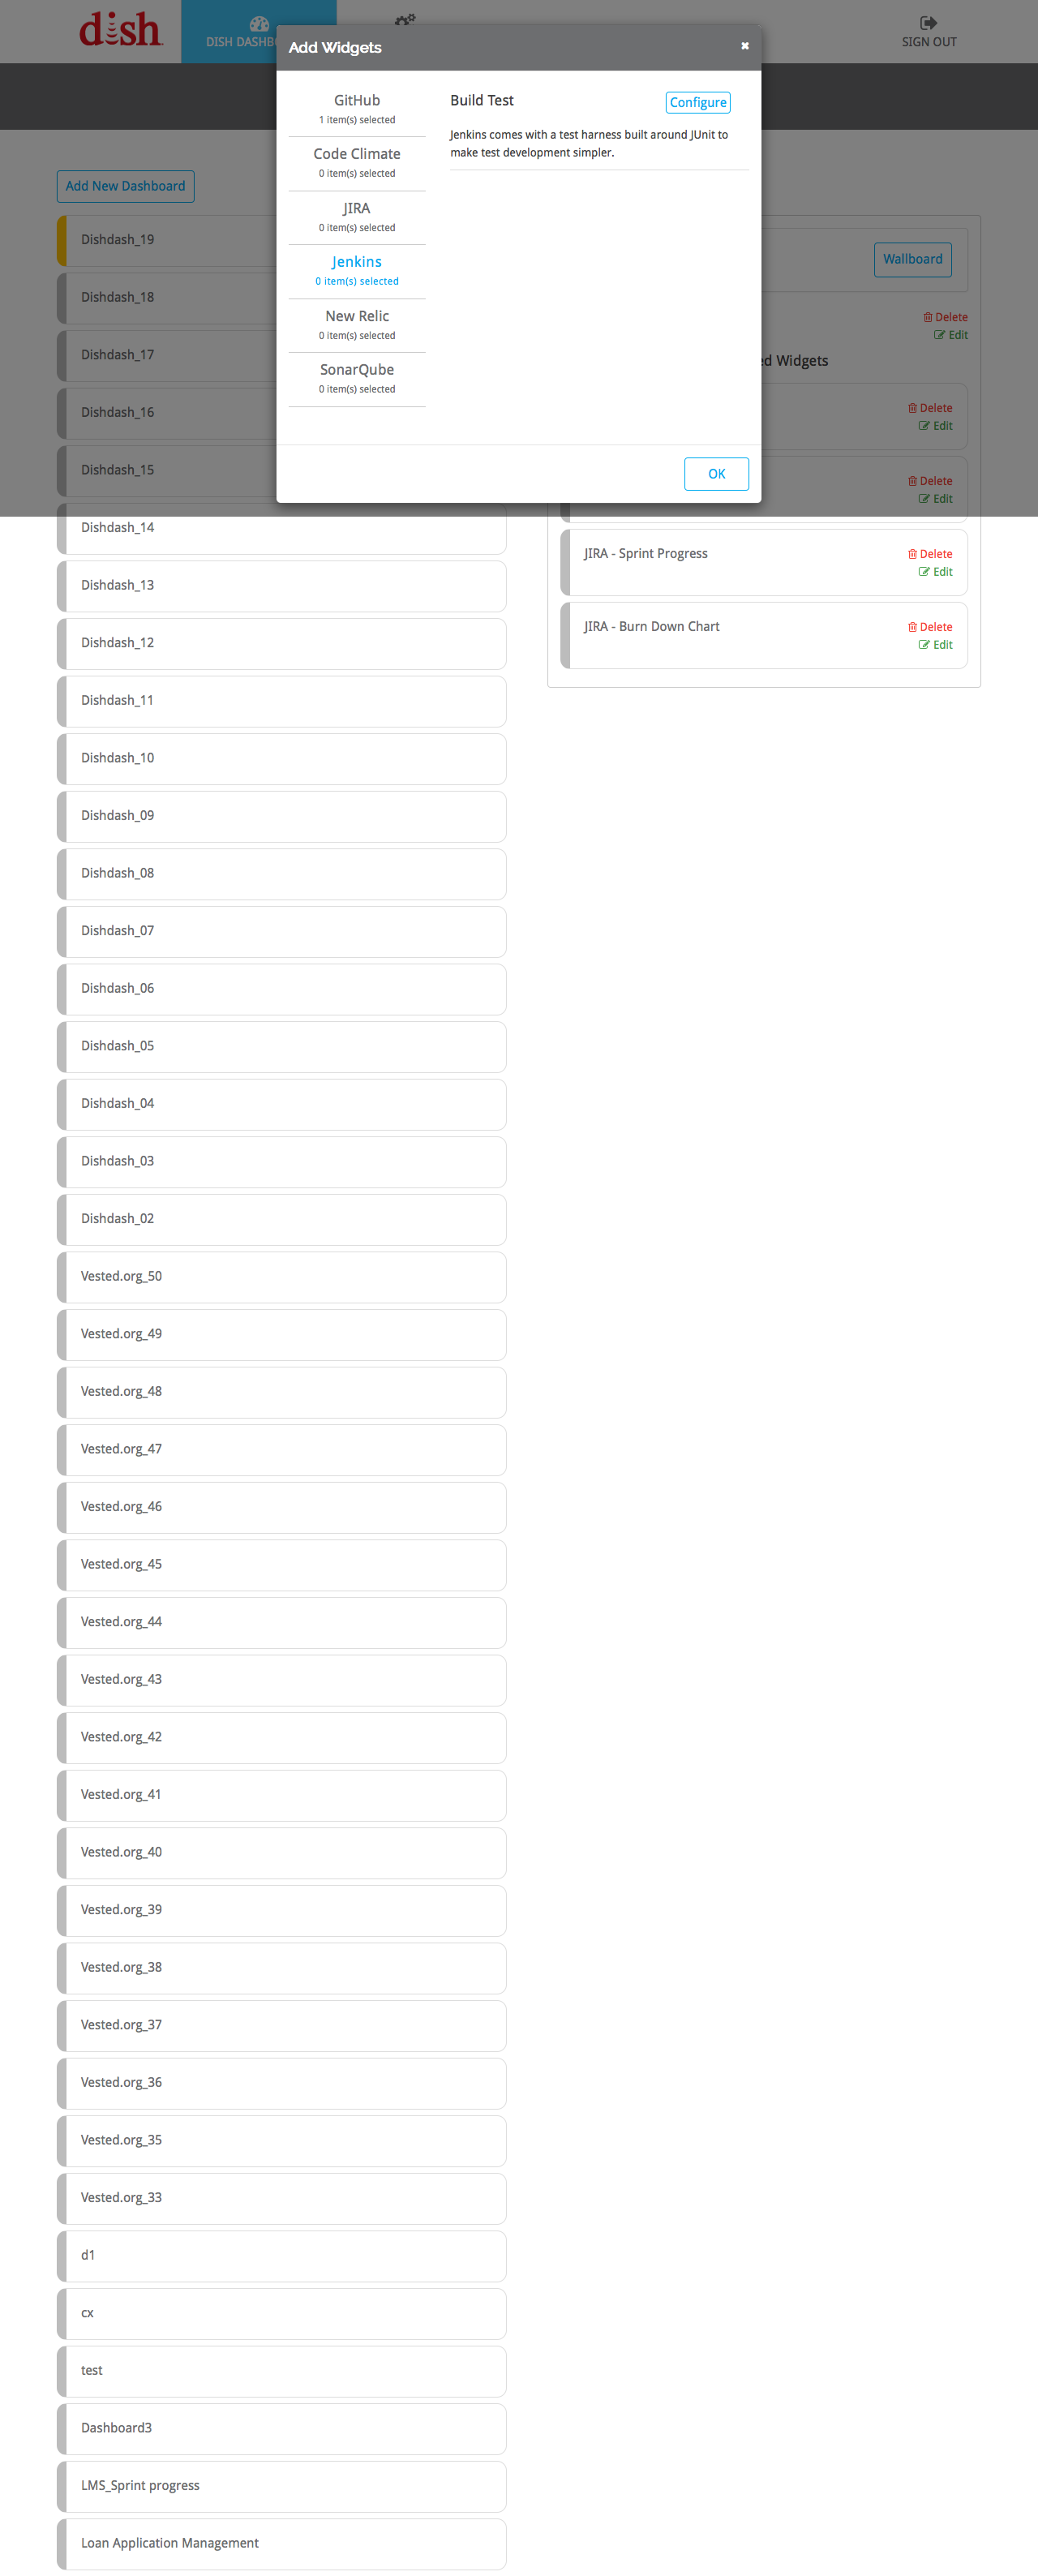 dish
DISH DASHBO
SIGN OUT
Add Widgets
GitHub
1 item(s) selected
Code Climate
0 item(s) selected
JIRA
0 item(s) selected
Jenkins
0 item(s) selected
New Relic
0 item(s) selected
SonarQube
0 item(s) selected
Build Test
Configure
Jenkins comes with a test harness built around JUnit to
make test development simpler.
OK
Add New Dashboard
Dishdash_19
Dishdash_18
Dishdash_17
Dishdash_16
Dishdash_15
Dishdash_14
Dishdash_13
Dishdash_12
Dishdash_11
Dishdash_10
Dishdash_09
Dishdash_08
Dishdash_07
Dishdash_06
Dishdash_05
Dishdash_04
Dishdash_03
Dishdash_02
Vested.org_50
Vested.org_49
Vested.org_48
Vested.org_47
Vested.org_46
Vested.org_45
Vested.org_44
Vested.org_43
Vested.org_42
Vested.org_41
Vested.org_40
Vested.org_39
Vested.org_38
Vested.org_37
Vested.org_36
Vested.org_35
Vested.org_33
d1
cx
test
Dashboard3
LMS_Sprint progress
Loan Application Management
Wallboard
Delete
Edit
ed Widgets
Delete
Edit
Delete
Edit
JIRA - Sprint Progress
Delete
Edit
JIRA - Burn Down Chart
Delete
Edit